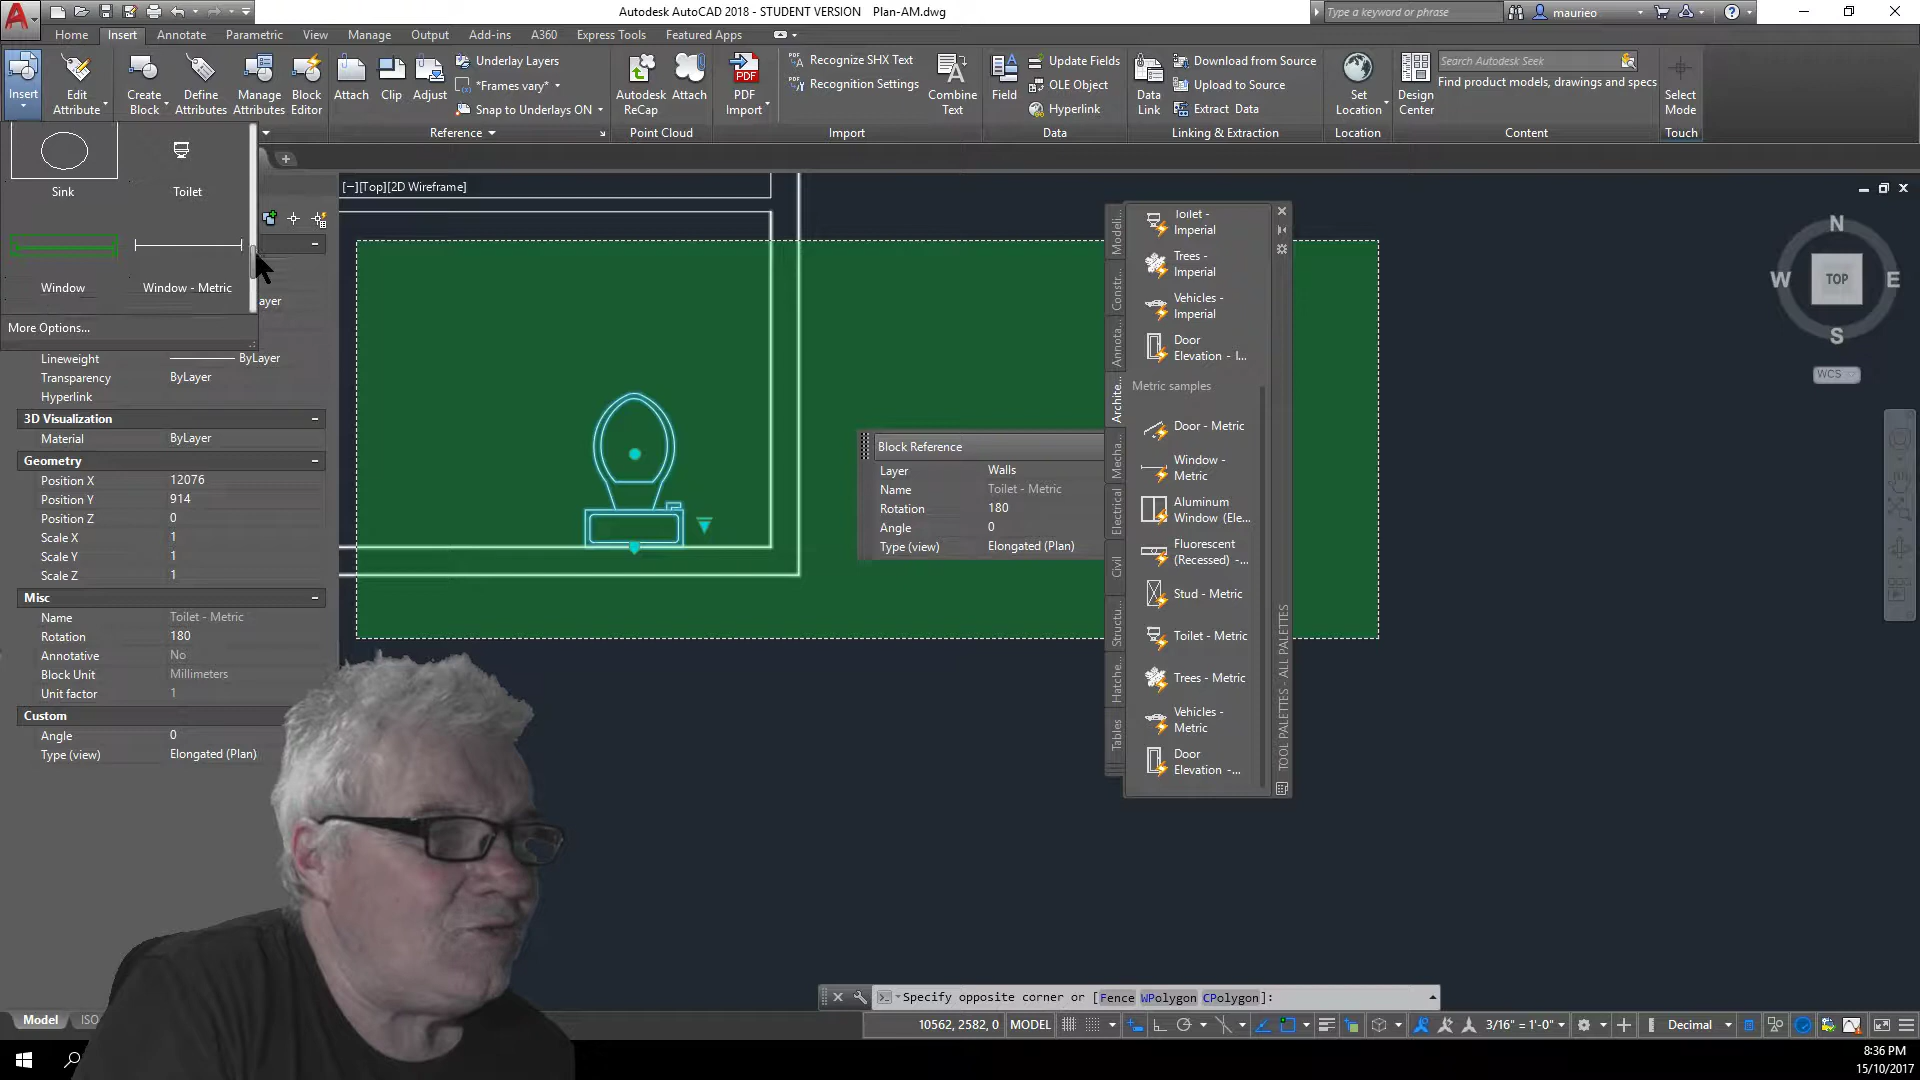 Autodesk AutoCAD 2018 - STUDENT VERSION Plan-AM.dwg
Type a keyword or phrase
maurieo
Home Insert Annotate Parametric View Manage Output Add-ins A360 Express Tools Featured Apps
Insert
Edit Attribute
Create Block
Define Attributes
Manage Attributes
Block Editor
Attach
Clip
Adjust
Underlay Layers
*Frames vary*
Snap to Underlays ON
Autodesk ReCap
Attach
PDF Import
Recognize SHX Text
Recognition Settings
Combine Text
Field
Update Fields
OLE Object
Hyperlink
Data Link
Download from Source
Upload to Source
Extract Data
Set Location
Design Center
Search Autodesk Seek
Find product models, drawings and specs
Select Mode
Reference Point Cloud Import Data Linking & Extraction Location Content Touch
Sink Toilet
Window Window - Metric
More Options...
ayer
[−][Top][2D Wireframe]
Lineweight ByLayer
Transparency ByLayer
Hyperlink
3D Visualization
Material ByLayer
Geometry
Position X 12076
Position Y 914
Position Z 0
Scale X 1
Scale Y 1
Scale Z 1
Misc
Name Toilet - Metric
Rotation 180
Annotative No
Block Unit Millimeters
Unit factor 1
Custom
Angle 0
Type (view) Elongated (Plan)
Block Reference
Layer Walls
Name Toilet - Metric
Rotation 180
Angle 0
Type (view) Elongated (Plan)
Modeli...
Constr...
Annota...
Archite...
Mecha...
Electrical
Civil
Structu...
Hatche...
Tables
Toilet - Imperial
Trees - Imperial
Vehicles - Imperial
Door Elevation - I...
Metric samples
Door - Metric
Window - Metric
Aluminum Window (Ele...
Fluorescent (Recessed) -...
Stud - Metric
Toilet - Metric
Trees - Metric
Vehicles - Metric
Door Elevation -...
TOOL PALETTES - ALL PALETTES
N
W TOP E
S
WCS
Specify opposite corner or [Fence WPolygon CPolygon]:
Model ISO
10562, 2582, 0 MODEL 3/16" = 1'-0" Decimal
8:36 PM
15/10/2017